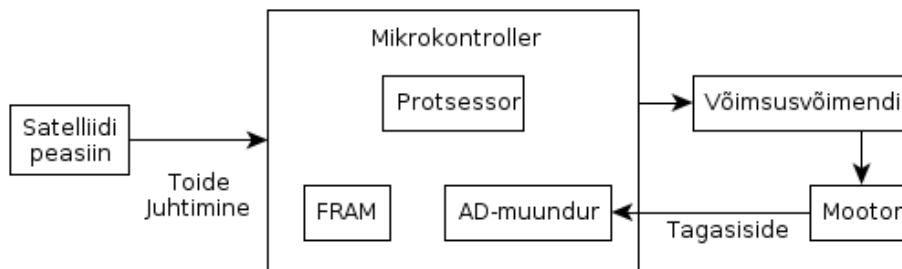 Mikrokontroller
Protsessor
Võimsusvõimendi
Satelliidi
peasiin
Toide
Juhtimine
FRAM
AD-muundur
Tagasiside
Mootor